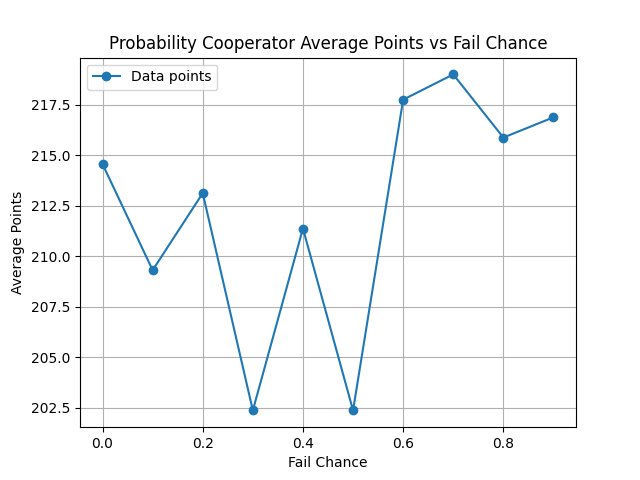 Probability Cooperator Average Points vs Fail Chance
Data points
217.5
215.0
212.5
210.0
207.5
205.0
202.5
Average Points
0.0 0.2 0.4 0.6 0.8
Fail Chance